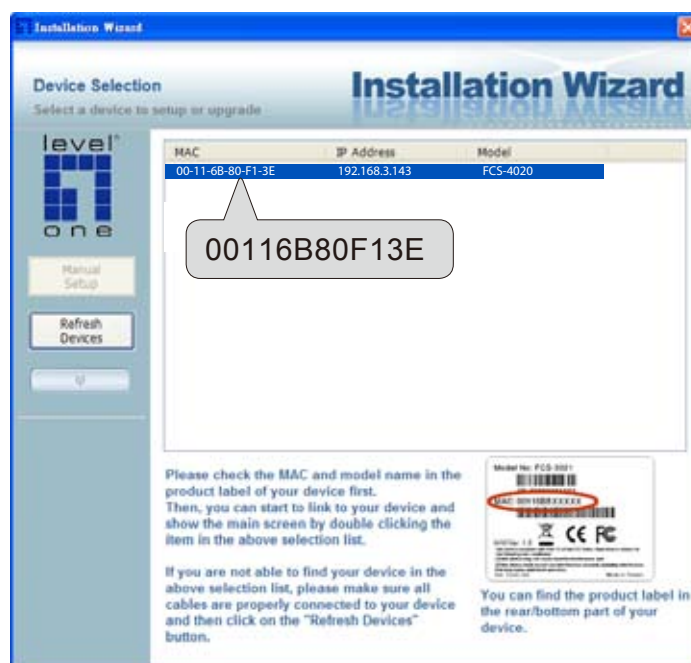 Installation Wizard
Device Selection
Installation Wizard
Select a device to setup or upgrade
level
one
MAC IP Address Model
00-11-6B-80-F1-3E 192.168.3.143 FCS-4020
00116B80F13E
Manual
Setup
Refresh
Devices
Please check the MAC and model name in the
product label of your device first.
Then, you can start to link to your device and
show the main screen by double clicking the
item in the above selection list.
If you are not able to find your device in the
above selection list, please make sure all
cables are properly connected to your device
and then click on the "Refresh Devices"
button.
Model No: FCS-3021
MAC 00116BXXXXXX
CE FC
You can find the product label in
the rear/bottom part of your
device.